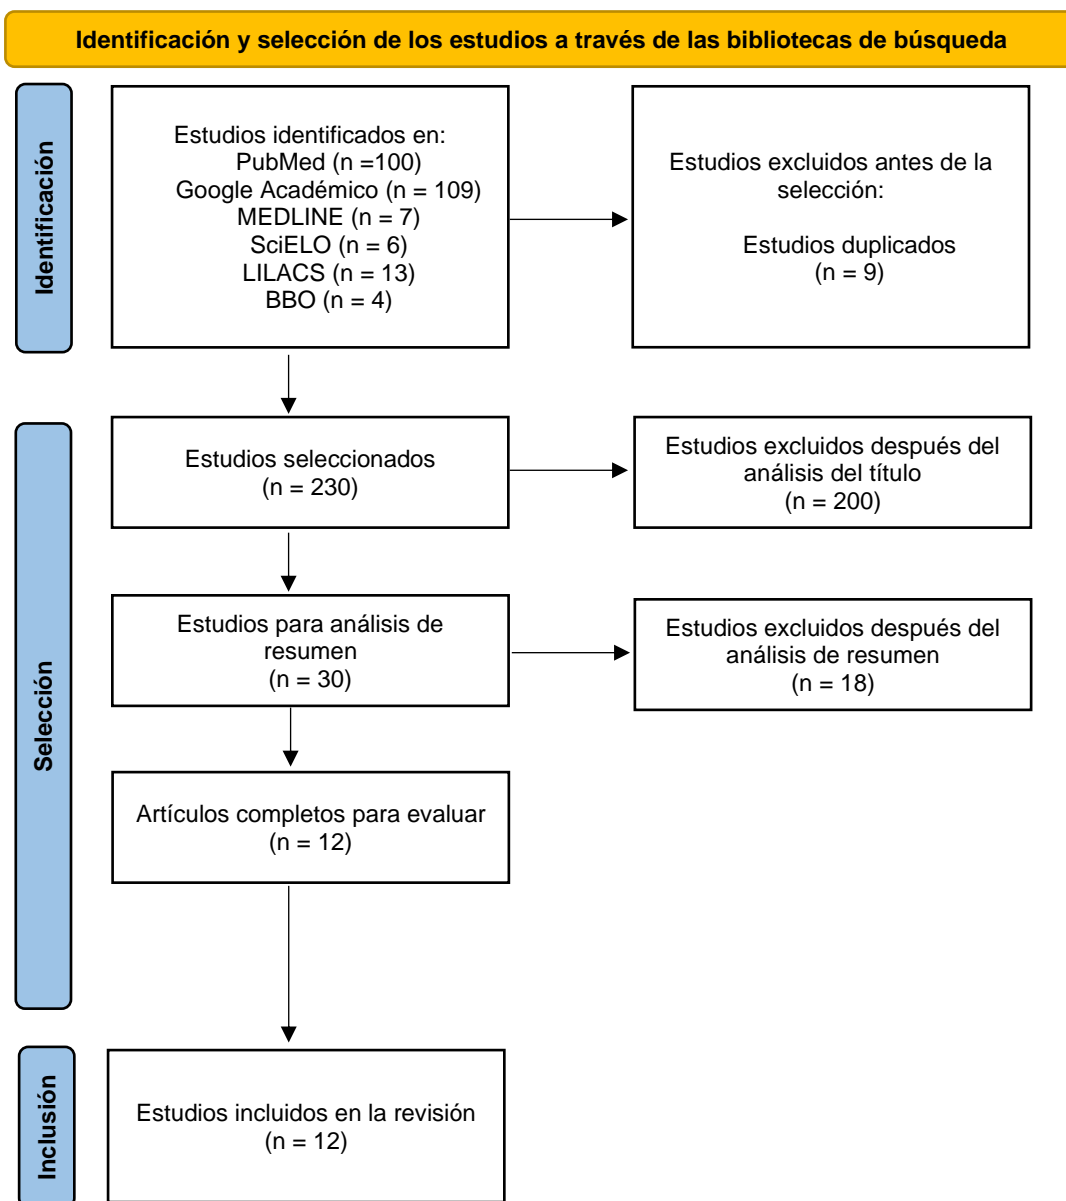 Identificación y selección de los estudios a través de las bibliotecas de búsqueda
Identificación
Estudios identificados en:
PubMed (n =100)
Google Académico (n = 109)
MEDLINE (n = 7)
SciELO (n = 6)
LILACS (n = 13)
BBO (n = 4)
Estudios excluidos antes de la
selección:
Estudios duplicados
(n = 9)
Selección
Estudios seleccionados
(n = 230)
Estudios excluidos después del
análisis del título
(n = 200)
Estudios para análisis de
resumen
(n = 30)
Estudios excluidos después del
análisis de resumen
(n = 18)
Artículos completos para evaluar
(n = 12)
Inclusión
Estudios incluidos en la revisión
(n = 12)